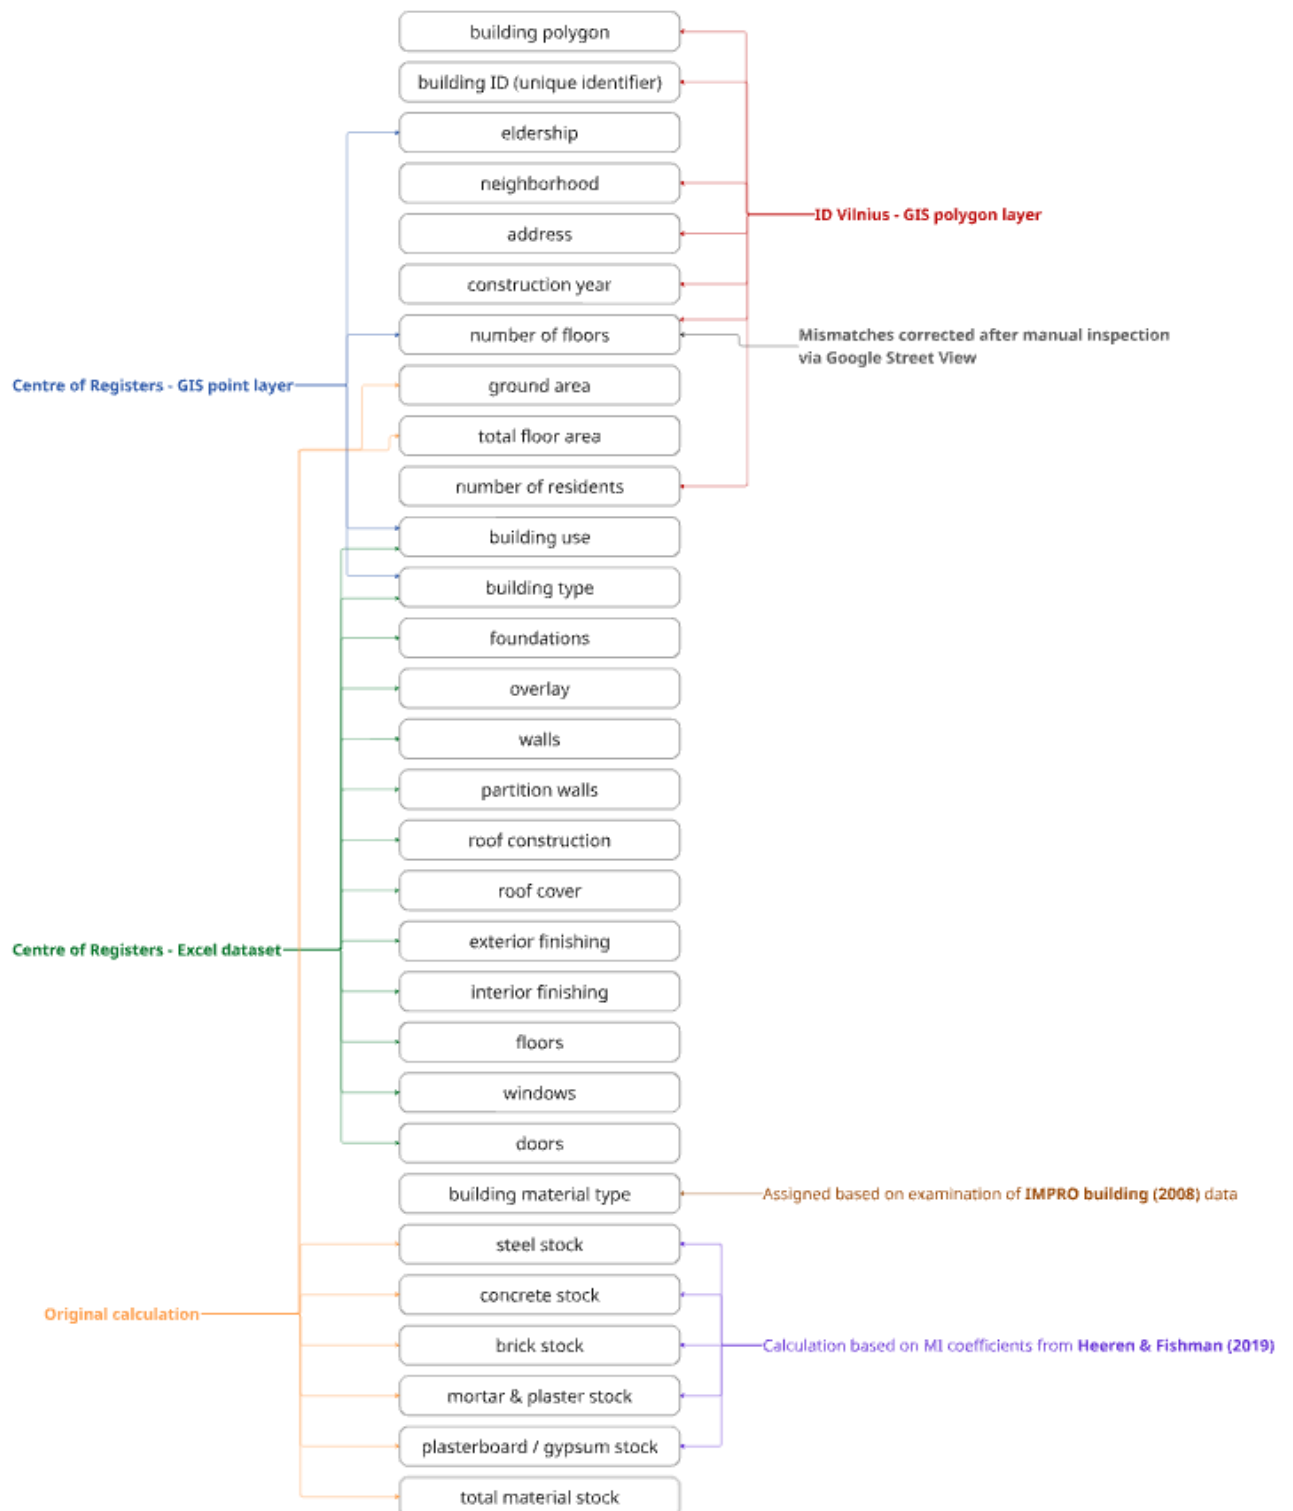 building polygon
building ID (unique identifier)
eldership
neighborhood
ID Vilnius - GIS polygon layer
address
construction year
number of floors
Mismatches corrected after manual inspection
via Google Street View
Centre of Registers - GIS point layer
ground area
total floor area
number of residents
building use
building type
foundations
overlay
walls
partition walls
roof construction
roof cover
exterior finishing
Centre of Registers - Excel dataset
interior finishing
floors
windows
doors
building material type
Assigned based on examination of IMPRO building (2008) data
steel stock
concrete stock
Original calculation
brick stock
Calculation based on MI coefficients from Heeren & Fishman (2019)
mortar & plaster stock
plasterboard / gypsum stock
total material stock